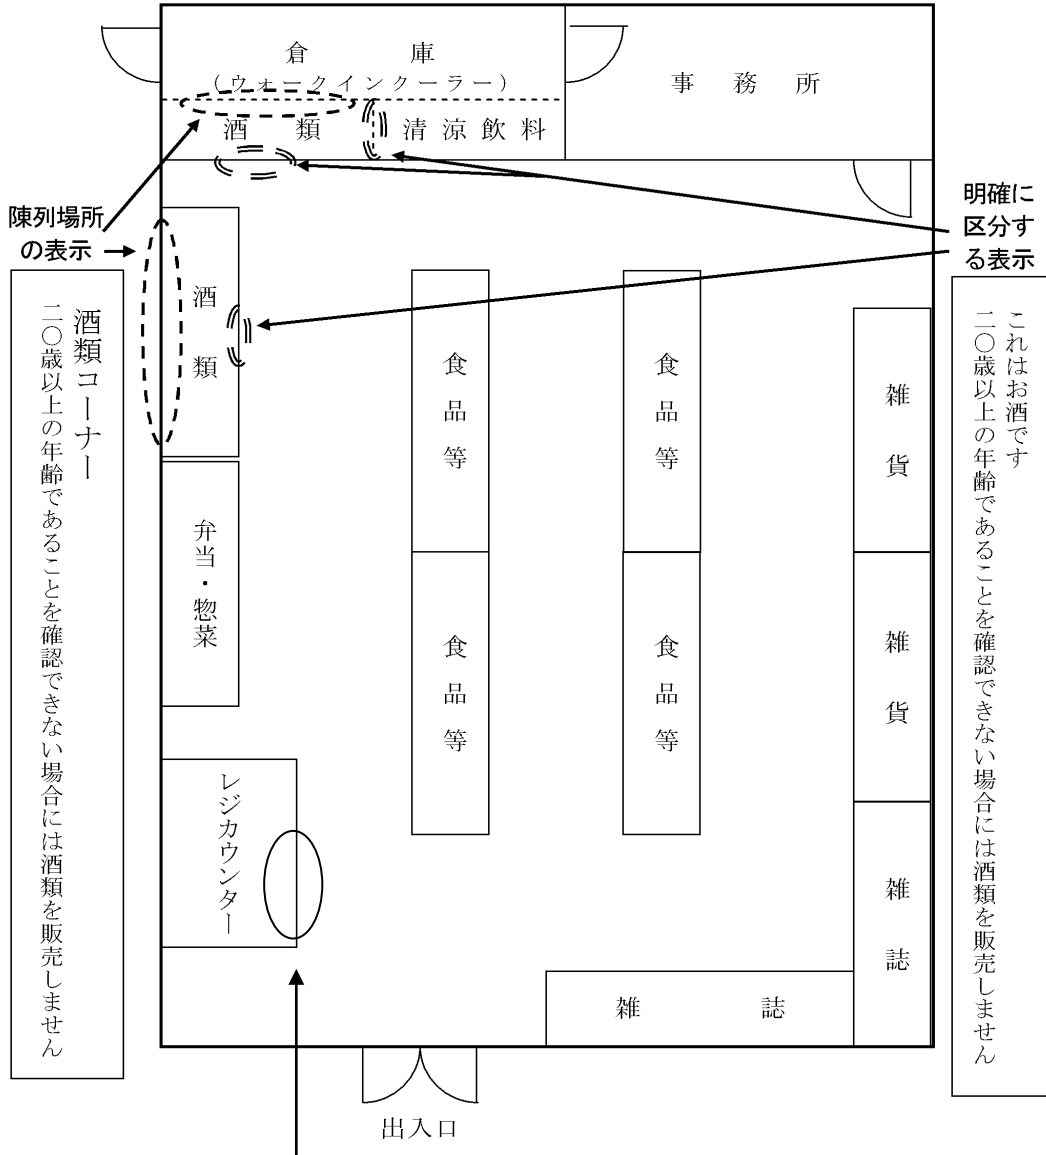 倉庫
(ウォークインクーラー)
事務所
酒類
清涼飲料
陳列場所
の表示
明確に
区分す
る表示
酒類コーナー
二〇歳以上の年齢であることを確認できない場合には酒類を販売しません
酒類
食品等
食品等
雑貨
これはお酒です
二〇歳以上の年齢であることを確認できない場合には酒類を販売しません
弁当・惣菜
食品等
食品等
雑貨
レジカウンター
雑誌
雑誌
出入口